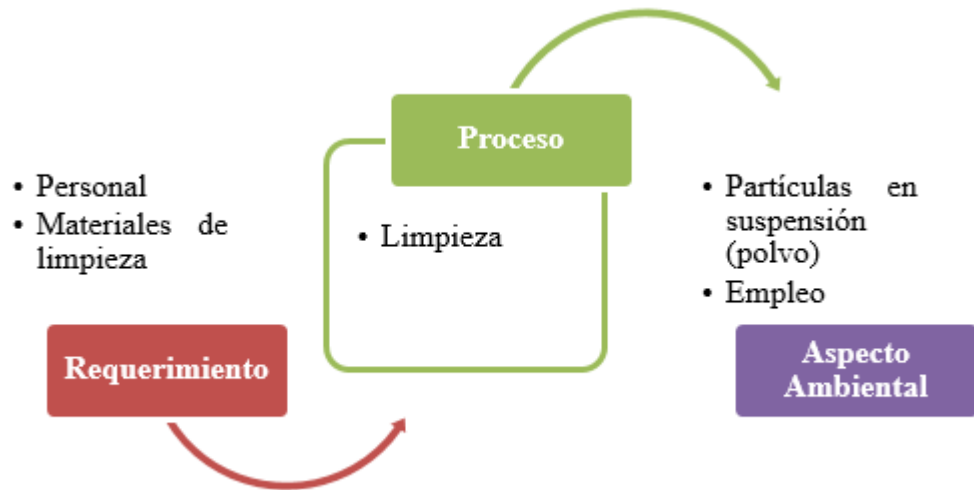 • Personal
• Materiales de
limpieza
Requerimiento
Proceso
• Limpieza
• Partículas en
suspensión
(polvo)
• Empleo
Aspecto
Ambiental